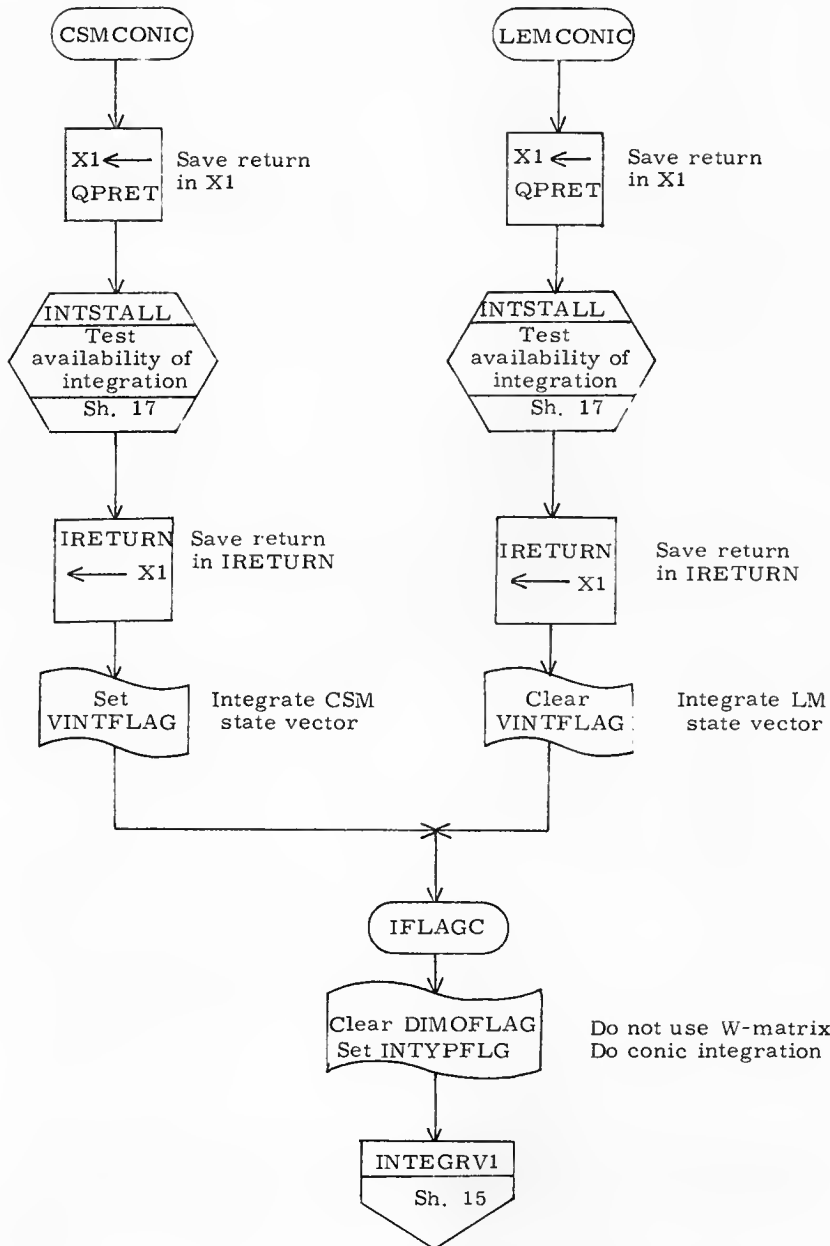 CSMCONIC
X1 ←
QPRET
Save return
in X1
INTSTALL
Test
availability of
integration
Sh. 17
IRETURN
← X1
Save return
in IRETURN
Set
VINTFLAG
Integrate CSM
state vector
LEMCONIC
X1 ←
QPRET
Save return
in X1
INTSTALL
Test
availability of
integration
Sh. 17
IRETURN
← X1
Save return
in IRETURN
Clear
VINTFLAG
Integrate LM
state vector
IFLAGC
Clear DIMOFLAG
Set INTYPFLG
Do not use W-matrix
Do conic integration
INTEGRV1
Sh. 15